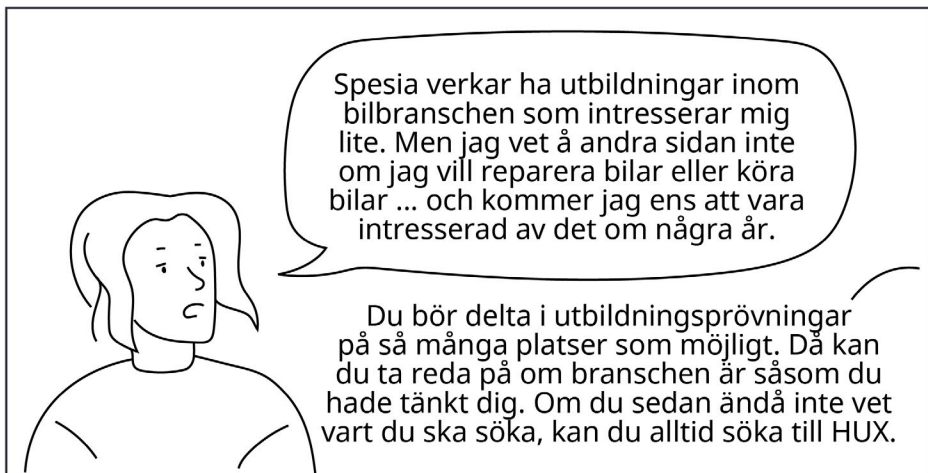 Spesia verkar ha utbildningar inom
bilbranschen som intresserar mig
lite. Men jag vet å andra sidan inte
om jag vill reparera bilar eller köra
bilar ... och kommer jag ens att vara
intresserad av det om några år.
Du bör delta i utbildningsprövningar
på så många platser som möjligt. Då kan
du ta reda på om branschen är såsom du
hade tänkt dig. Om du sedan ändå inte vet
vart du ska söka, kan du alltid söka till HUX.